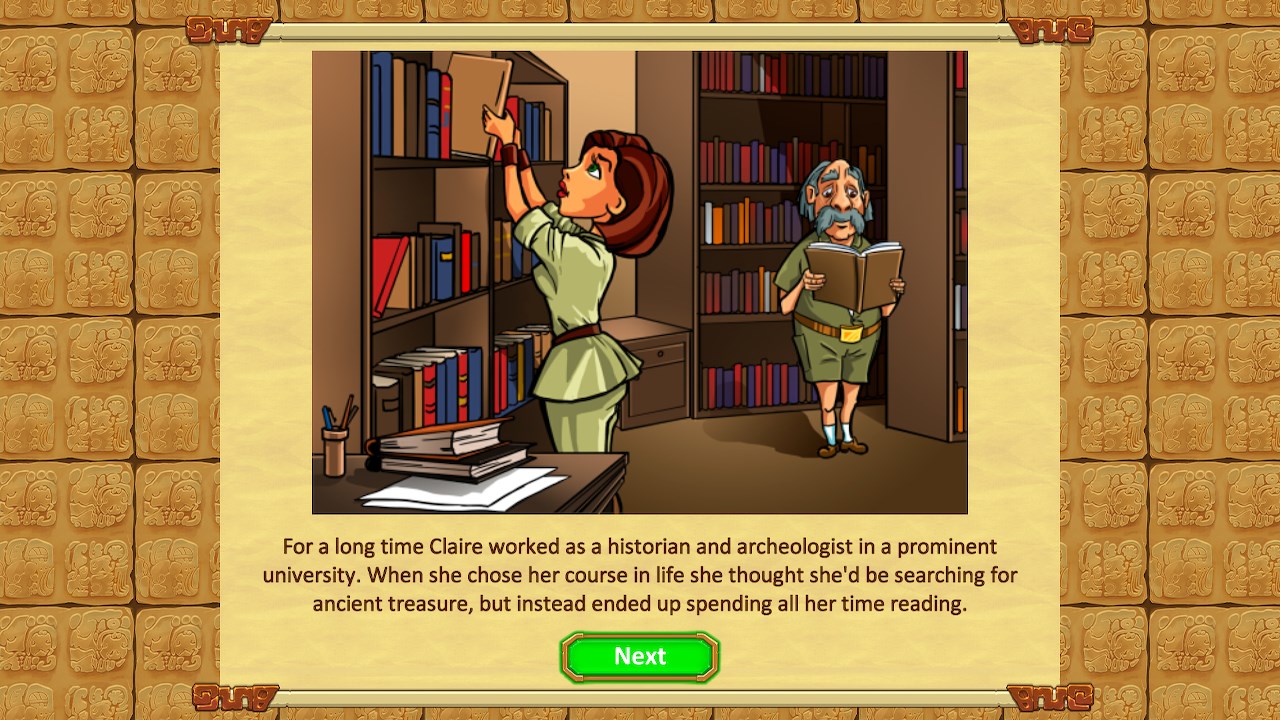 For a long time Claire worked as a historian and archeologist in a prominent
university. When she chose her course in life she thought she'd be searching for
ancient treasure, but instead ended up spending all her time reading.
Next